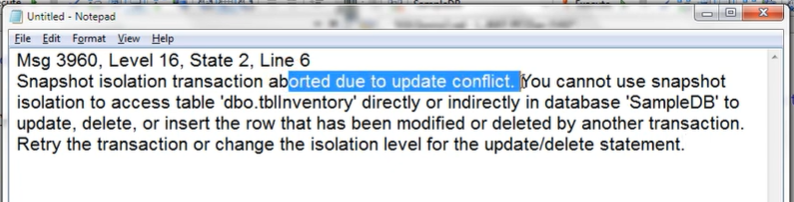 Untitled - Notepad
File Edit Format View Help
Msg 3960, Level 16, State 2, Line 6
Snapshot isolation transaction aborted due to update conflict. You cannot use snapshot
isolation to access table 'dbo.tblInventory' directly or indirectly in database 'SampleDB' to
update, delete, or insert the row that has been modified or deleted by another transaction.
Retry the transaction or change the isolation level for the update/delete statement.